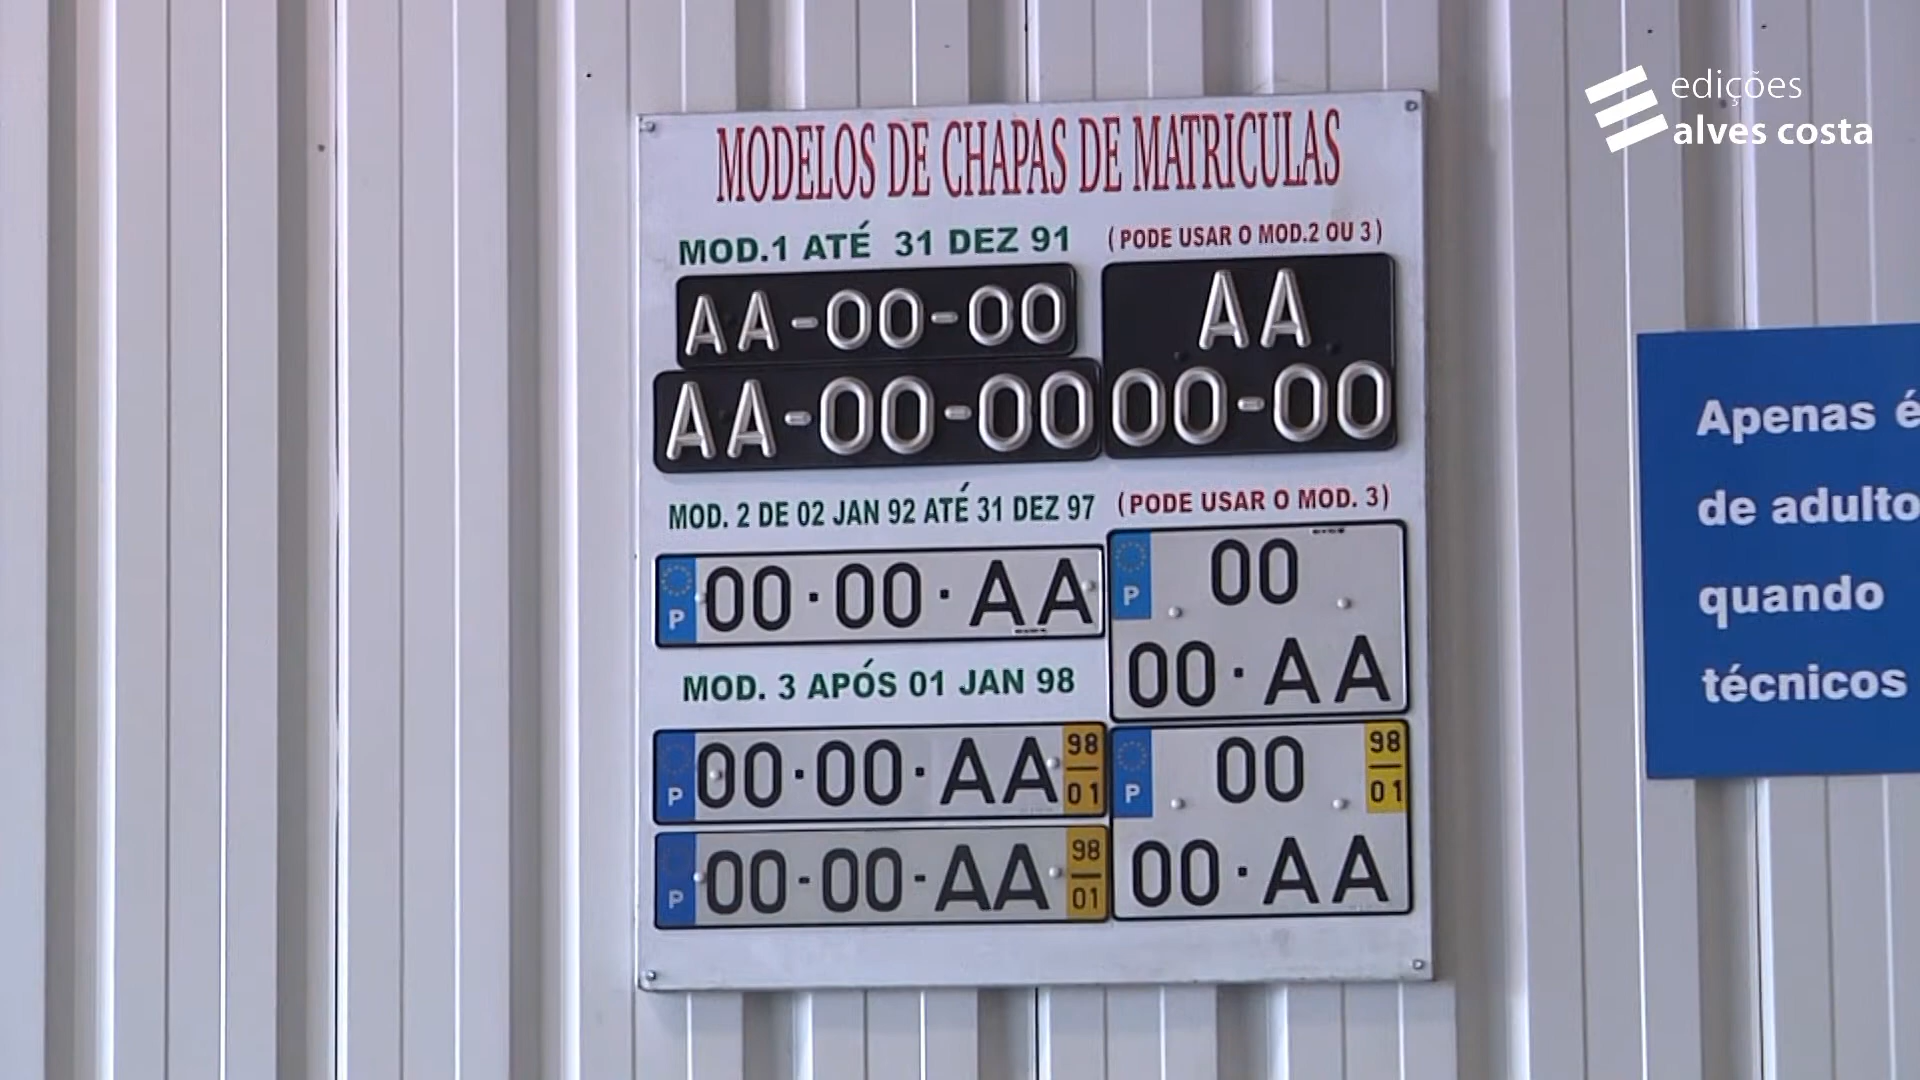 edições
alves costa
MODELOS DE CHAPAS DE MATRICULAS
MOD.1 ATÉ 31 DEZ 91 (PODE USAR O MOD.2 OU 3)
AA-00-00
AA
AA-00-00
00-00
MOD. 2 DE 02 JAN 92 ATÉ 31 DEZ 97 (PODE USAR O MOD. 3)
P 00·00·AA
P 00
00·AA
MOD. 3 APÓS 01 JAN 98
P 00·00·AA 98 01
P 00 98 01
00·AA
P 00-00-AA 98 01
Apenas é
de adulto
quando
técnicos